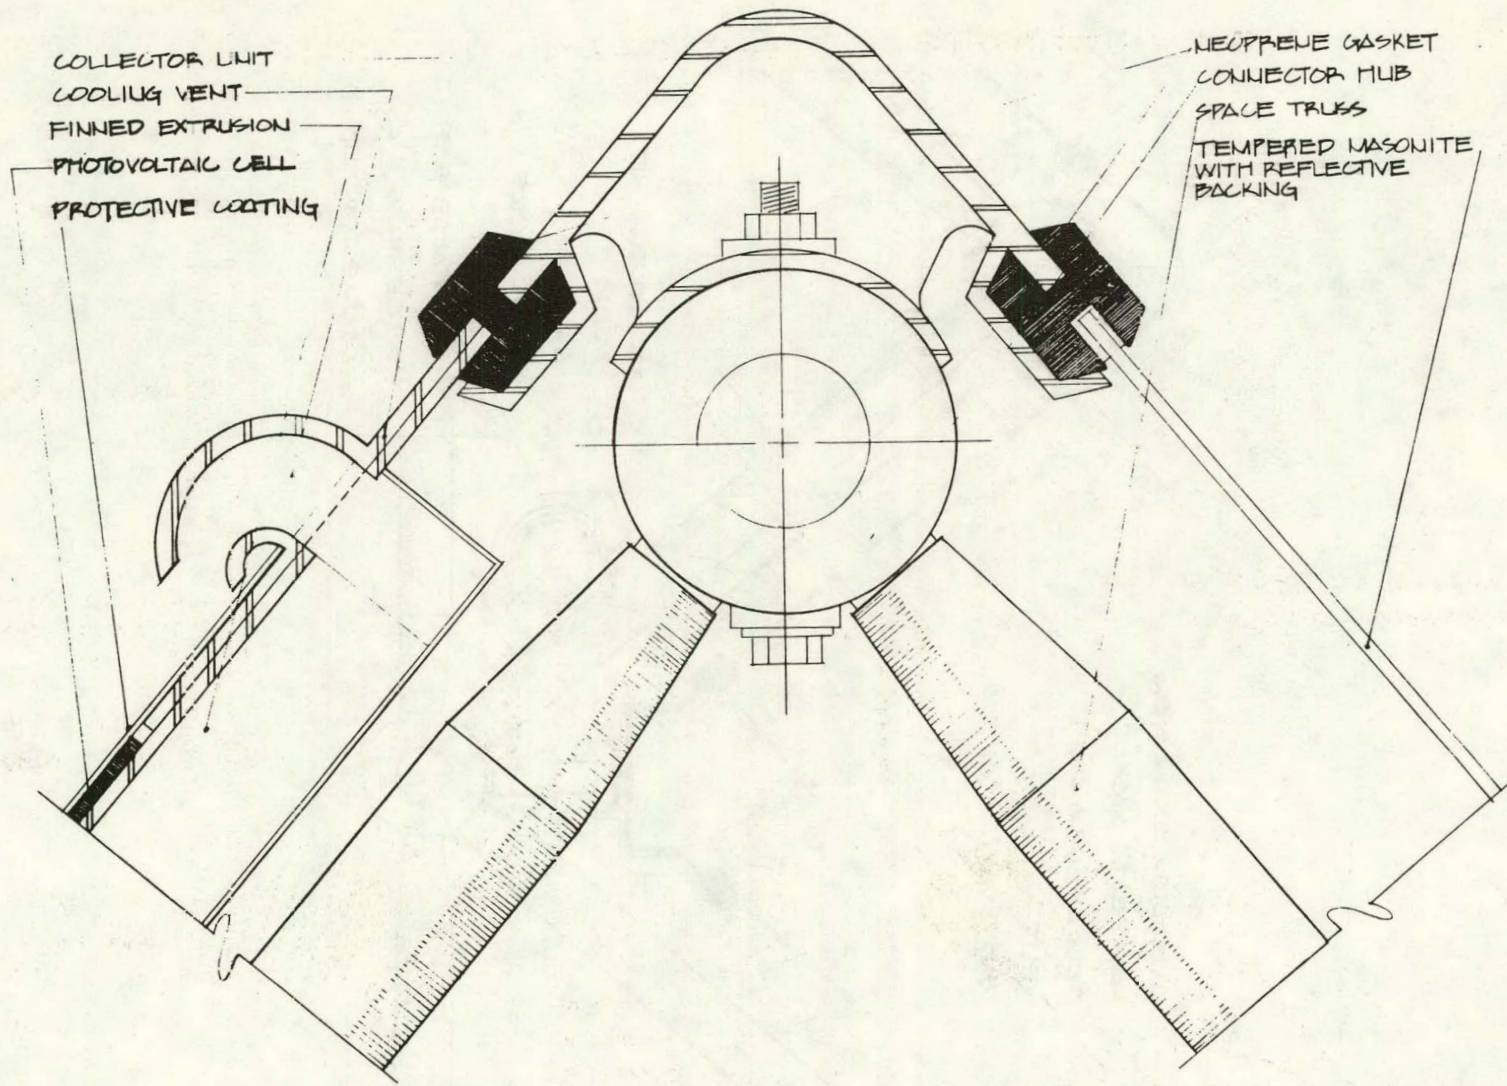 COLLECTOR UNIT
COOLING VENT
FINNED EXTRUSION
PHOTOVOLTAIC CELL
PROTECTIVE COATING
NEOPRENE GASKET
CONNECTOR HUB
SPACE TRUSS
TEMPERED MASONITE
WITH REFLECTIVE
BACKING